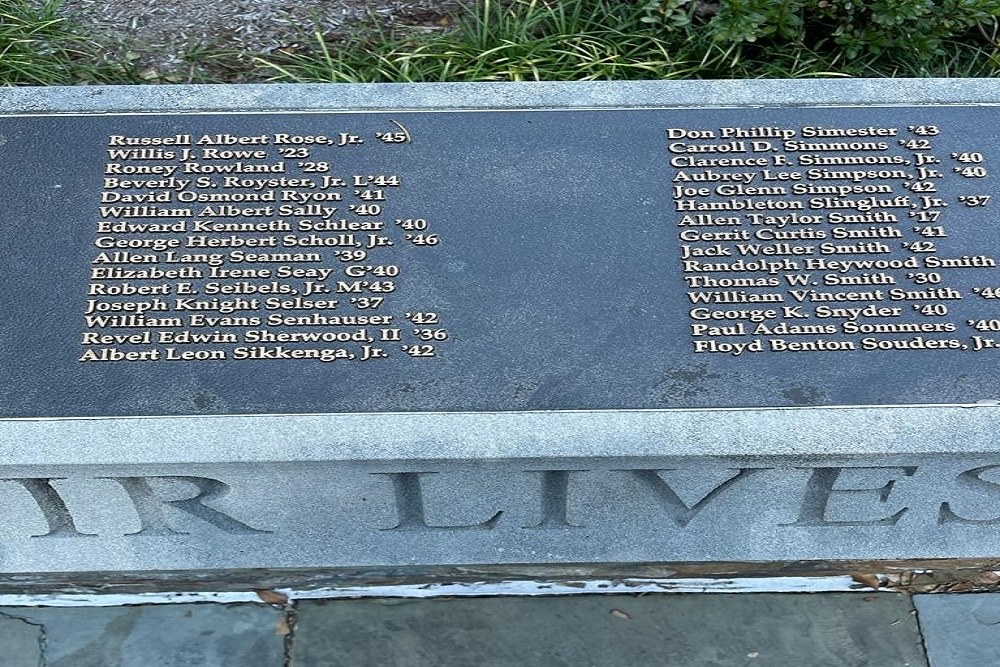 Russell Albert Rose, Jr. ’45
Willis J. Rowe ’23
Roney Rowland ’28
Beverly S. Royster, Jr. L’44
David Osmond Ryon ’41
William Albert Sally ’40
Edward Kenneth Schlear ’40
George Herbert Scholl, Jr. ’46
Allen Lang Seaman ’39
Elizabeth Irene Seay G’40
Robert E. Seibels, Jr. M’43
Joseph Knight Selser ’37
William Evans Senhauser ’42
Revel Edwin Sherwood, II ’36
Albert Leon Sikkenga, Jr. ’42
Don Phillip Simester ’43
Carroll D. Simmons ’42
Clarence F. Simmons, Jr. ’40
Aubrey Lee Simpson, Jr. ’40
Joe Glenn Simpson ’42
Hambleton Slingluff, Jr. ’37
Allen Taylor Smith ’17
Gerrit Curtis Smith ’41
Jack Weller Smith ’42
Randolph Heywood Smith
Thomas W. Smith ’30
William Vincent Smith ’46
George K. Snyder ’40
Paul Adams Sommers ’40
Floyd Benton Souders, Jr.
IR LIVES